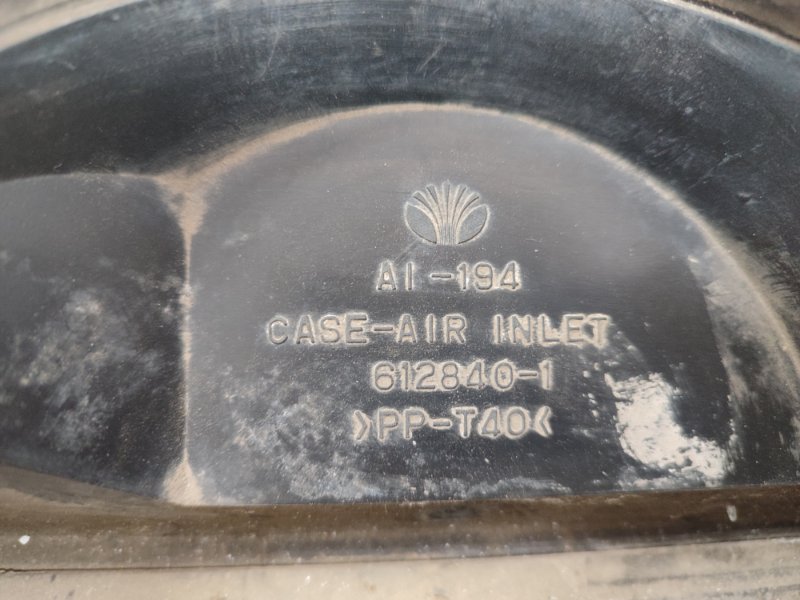 AI-194
CASE-AIR INLET
612840-1
>PP-T40<